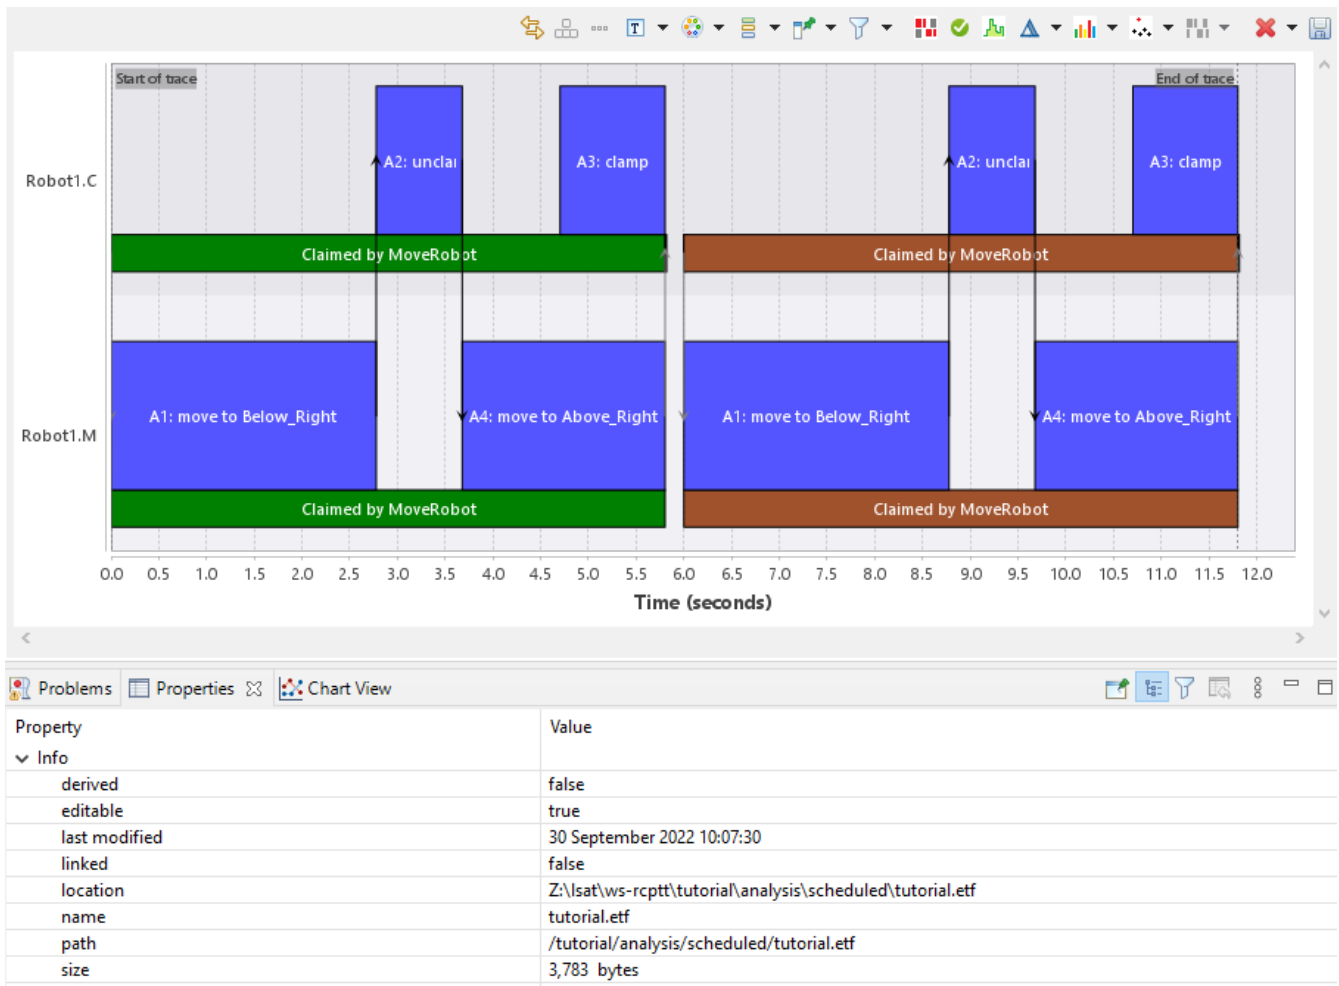 Start of trace
End of trace
Robot1.C
A2: unclai
A3: clamp
A2: unclai
A3: clamp
Claimed by MoveRobot
Claimed by MoveRobot
Robot1.M
A1: move to Below_Right
A4: move to Above_Right
A1: move to Below_Right
A4: move to Above_Right
Claimed by MoveRobot
Claimed by MoveRobot
0.0 0.5 1.0 1.5 2.0 2.5 3.0 3.5 4.0 4.5 5.0 5.5 6.0 6.5 7.0 7.5 8.0 8.5 9.0 9.5 10.0 10.5 11.0 11.5 12.0
Time (seconds)
Problems Properties Chart View
Property Value
Info
derived false
editable true
last modified 30 September 2022 10:07:30
linked false
location Z:\lsat\ws-rcptt\tutorial\analysis\scheduled\tutorial.etf
name tutorial.etf
path /tutorial/analysis/scheduled/tutorial.etf
size 3,783 bytes